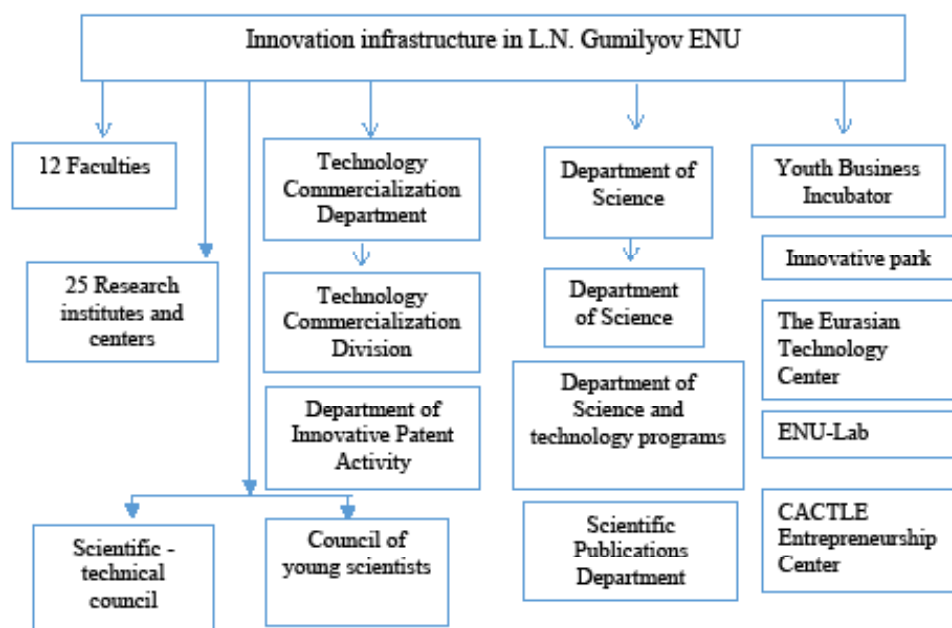 Innovation infrastructure in L.N. Gumilyov ENU
12 Faculties
25 Research
institutes and
centers
Scientific -
technical
council
Council of
young scientists
Technology
Commercialization
Department
Technology
Commercialization
Division
Department of
Innovative Patent
Activity
Department of
Science
Department
of Science
Department of
Science and
technology programs
Scientific
Publications
Department
Youth Business
Incubator
Innovative park
The Eurasian
Technology
Center
ENU-Lab
CACTLE
Entrepreneurship
Center